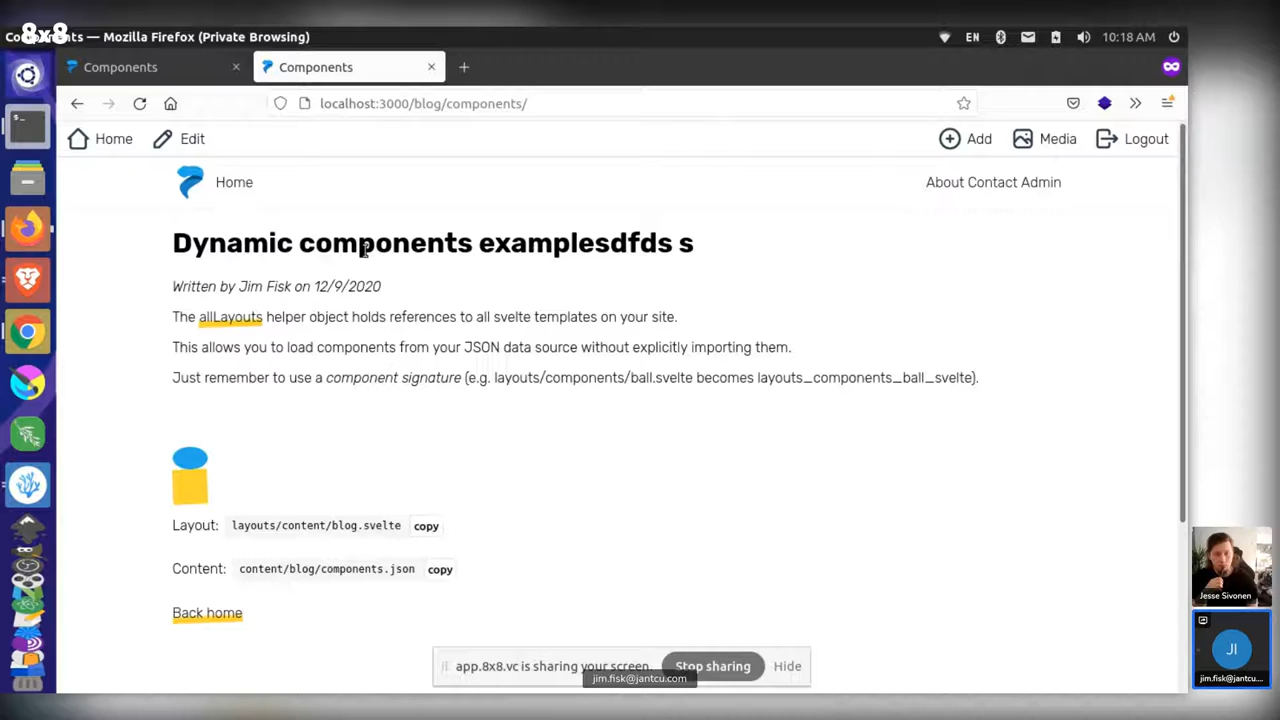 8x8
Components — Mozilla Firefox (Private Browsing)
EN
10:18 AM
Components
Components
localhost:3000/blog/components/
Home
Edit
Add
Media
Logout
Home
About Contact Admin
Dynamic components examplesdfds s
Written by Jim Fisk on 12/9/2020
The allLayouts helper object holds references to all svelte templates on your site.
This allows you to load components from your JSON data source without explicitly importing them.
Just remember to use a component signature (e.g. layouts/components/ball.svelte becomes layouts_components_ball_svelte).
Layout: layouts/content/blog.svelte copy
Content: content/blog/components.json copy
Back home
app.8x8.vc is sharing your screen.
Stop sharing
Hide
jim.fisk@jantcu.com
Jesse Sivonen
JI
jim.fisk@jantcu....